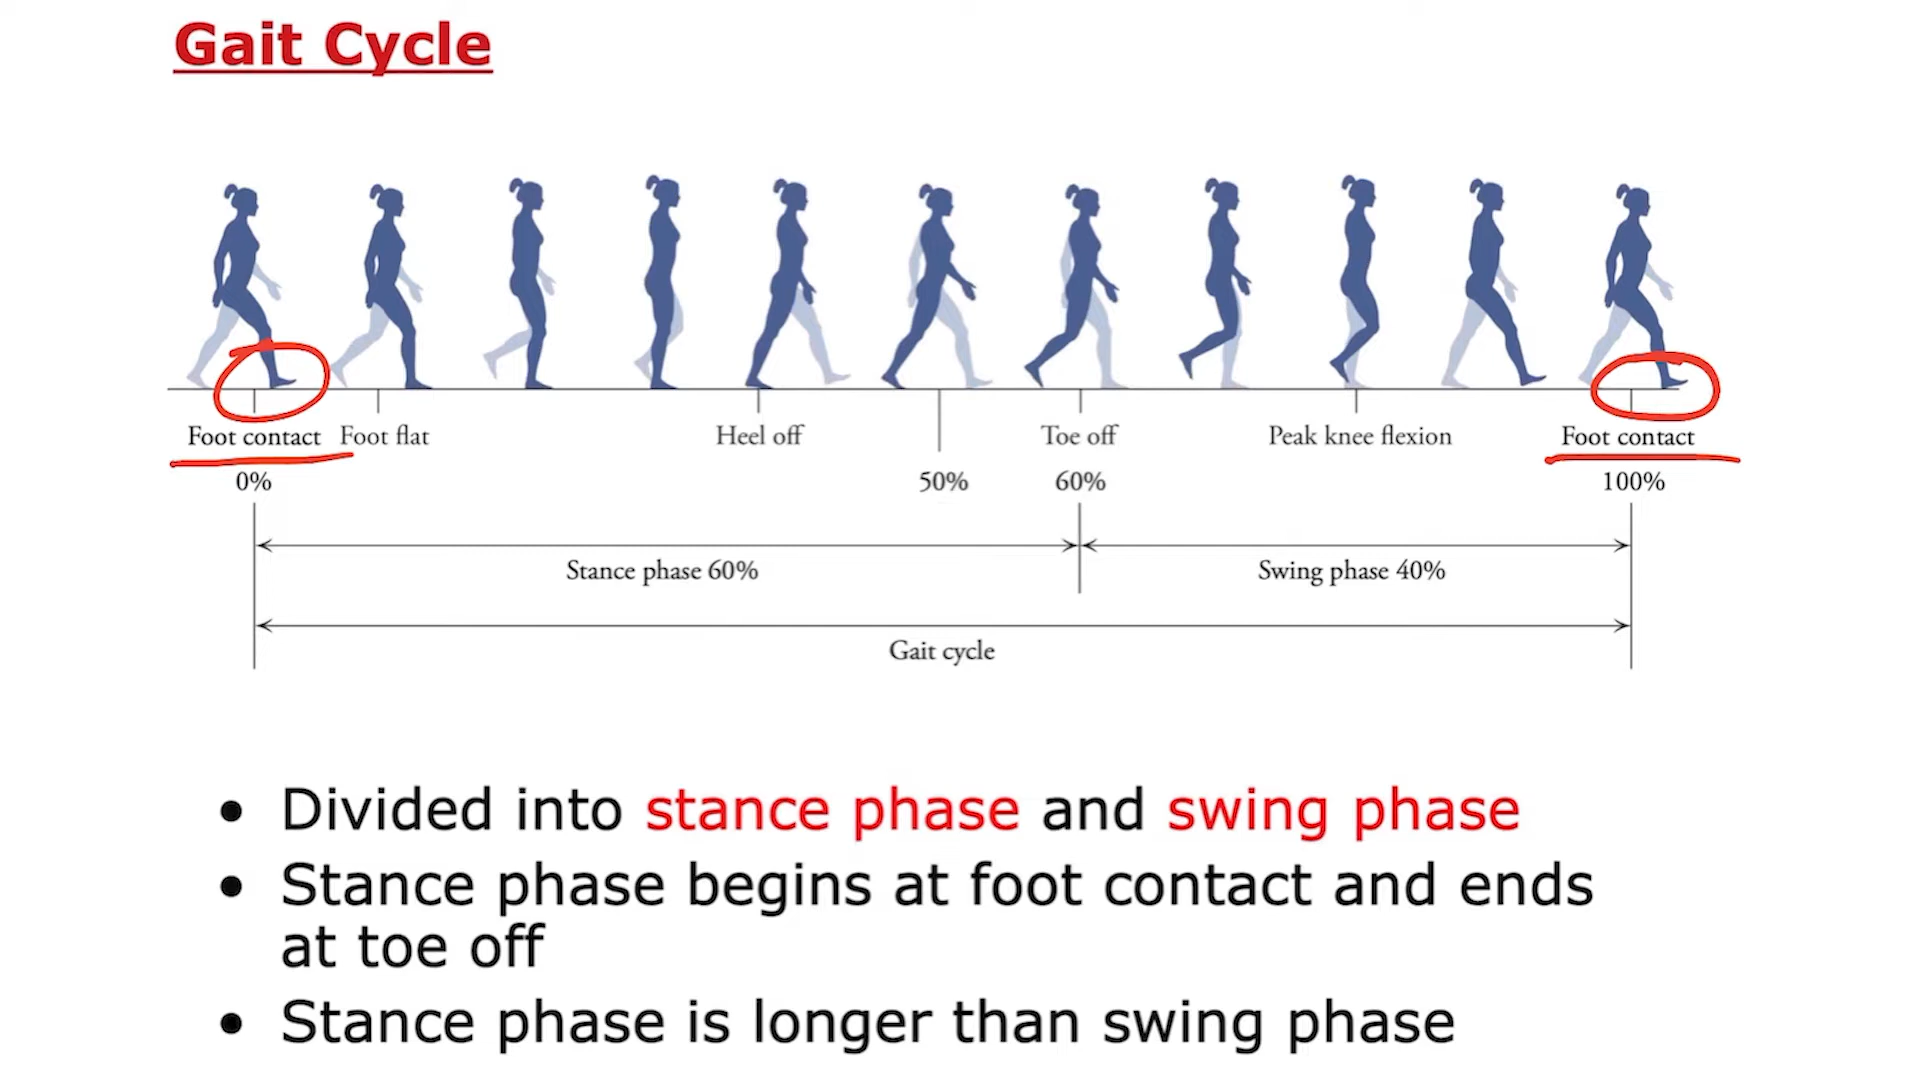 Gait Cycle
Foot contact Foot flat Heel off Toe off Peak knee flexion Foot contact
0% 50% 60% 100%
Stance phase 60% Swing phase 40%
Gait cycle
• Divided into stance phase and swing phase
• Stance phase begins at foot contact and ends
at toe off
• Stance phase is longer than swing phase